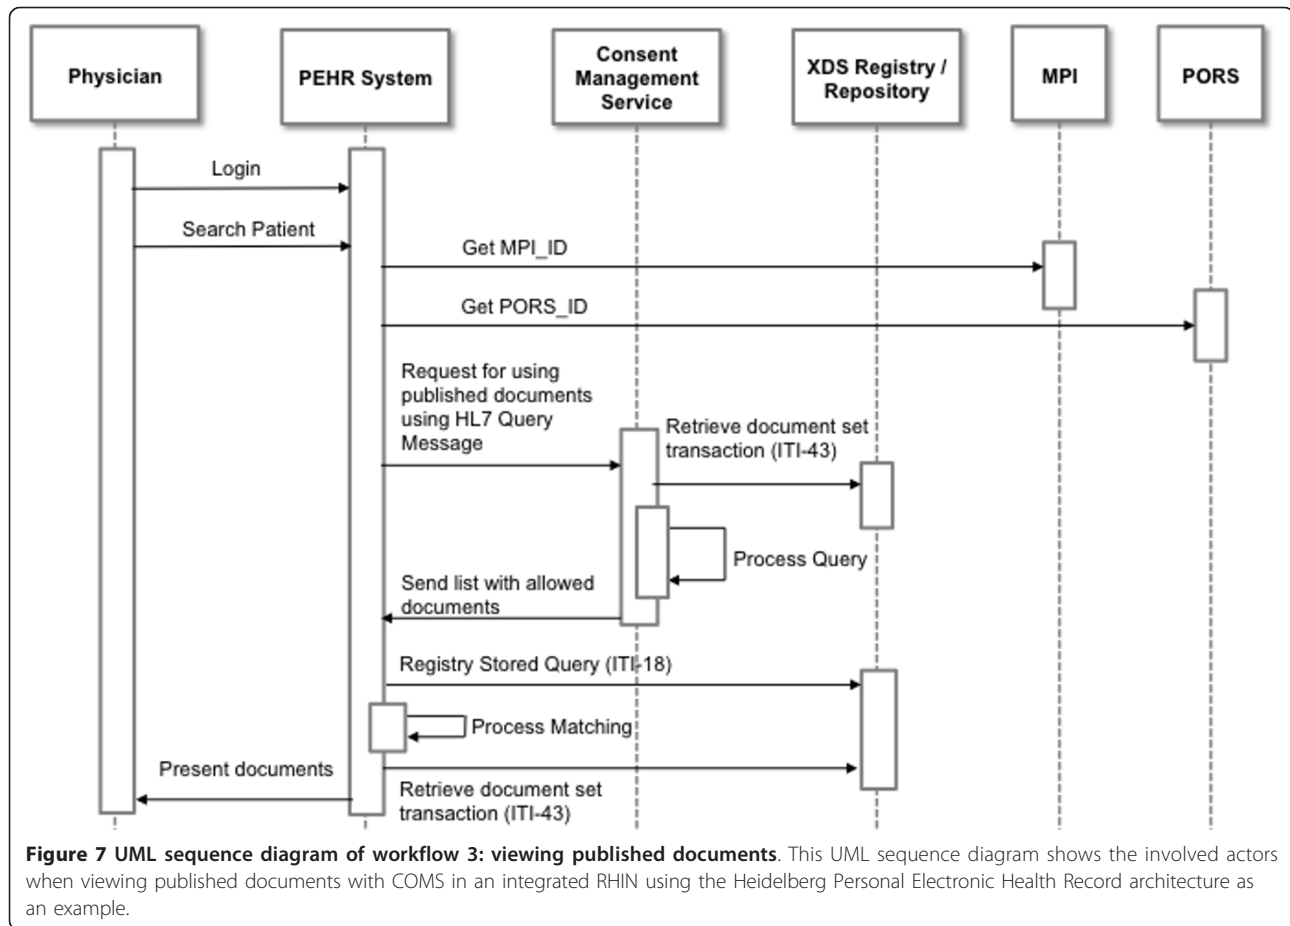 Physician
PEHR System
Consent
Management
Service
XDS Registry /
Repository
MPI
PORS
Login
Search Patient
Get MPI_ID
Get PORS_ID
Request for using
published documents
using HL7 Query
Message
Retrieve document set
transaction (ITI-43)
Process Query
Send list with allowed
documents
Registry Stored Query (ITI-18)
Process Matching
Present documents
Retrieve document set
transaction (ITI-43)
Figure 7 UML sequence diagram of workflow 3: viewing published documents. This UML sequence diagram shows the involved actors
when viewing published documents with COMS in an integrated RHIN using the Heidelberg Personal Electronic Health Record architecture as
an example.